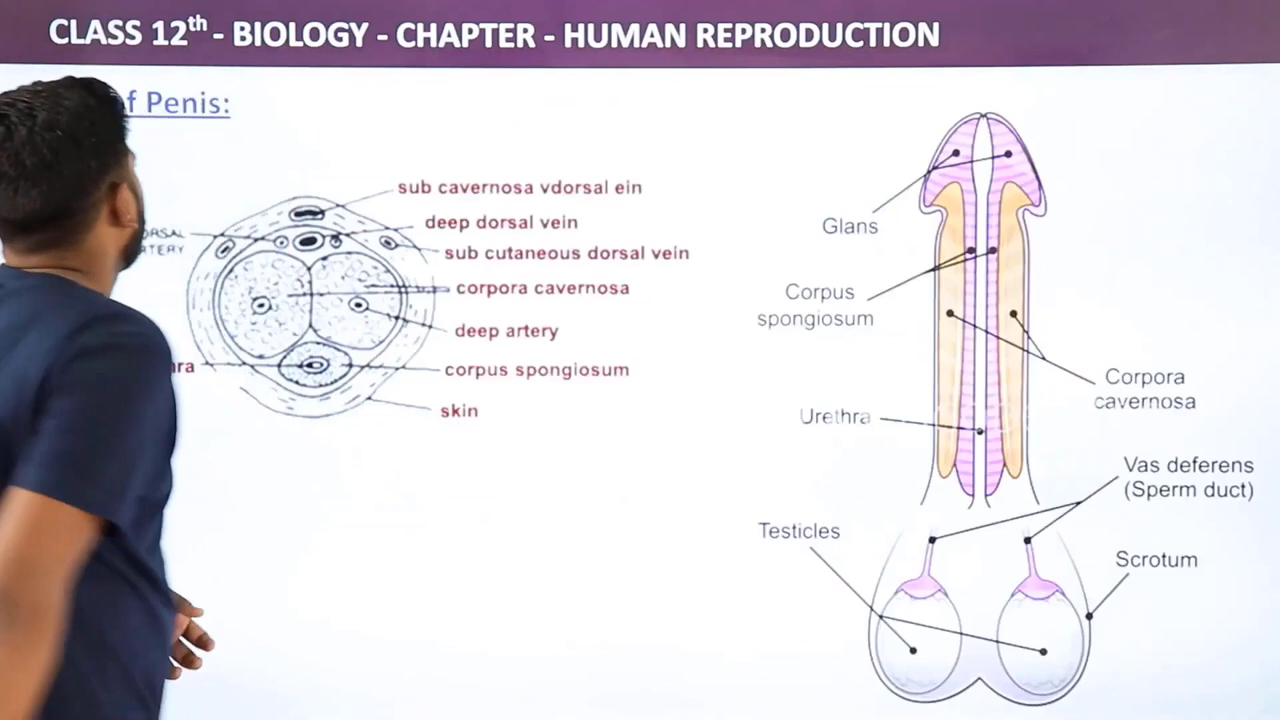 CLASS 12th - BIOLOGY - CHAPTER - HUMAN REPRODUCTION
f Penis:
sub cavernosa vdorsal ein
deep dorsal vein
sub cutaneous dorsal vein
corpora cavernosa
deep artery
corpus spongiosum
skin
Glans
Corpus
spongiosum
Urethra
Corpora
cavernosa
Vas deferens
(Sperm duct)
Testicles
Scrotum